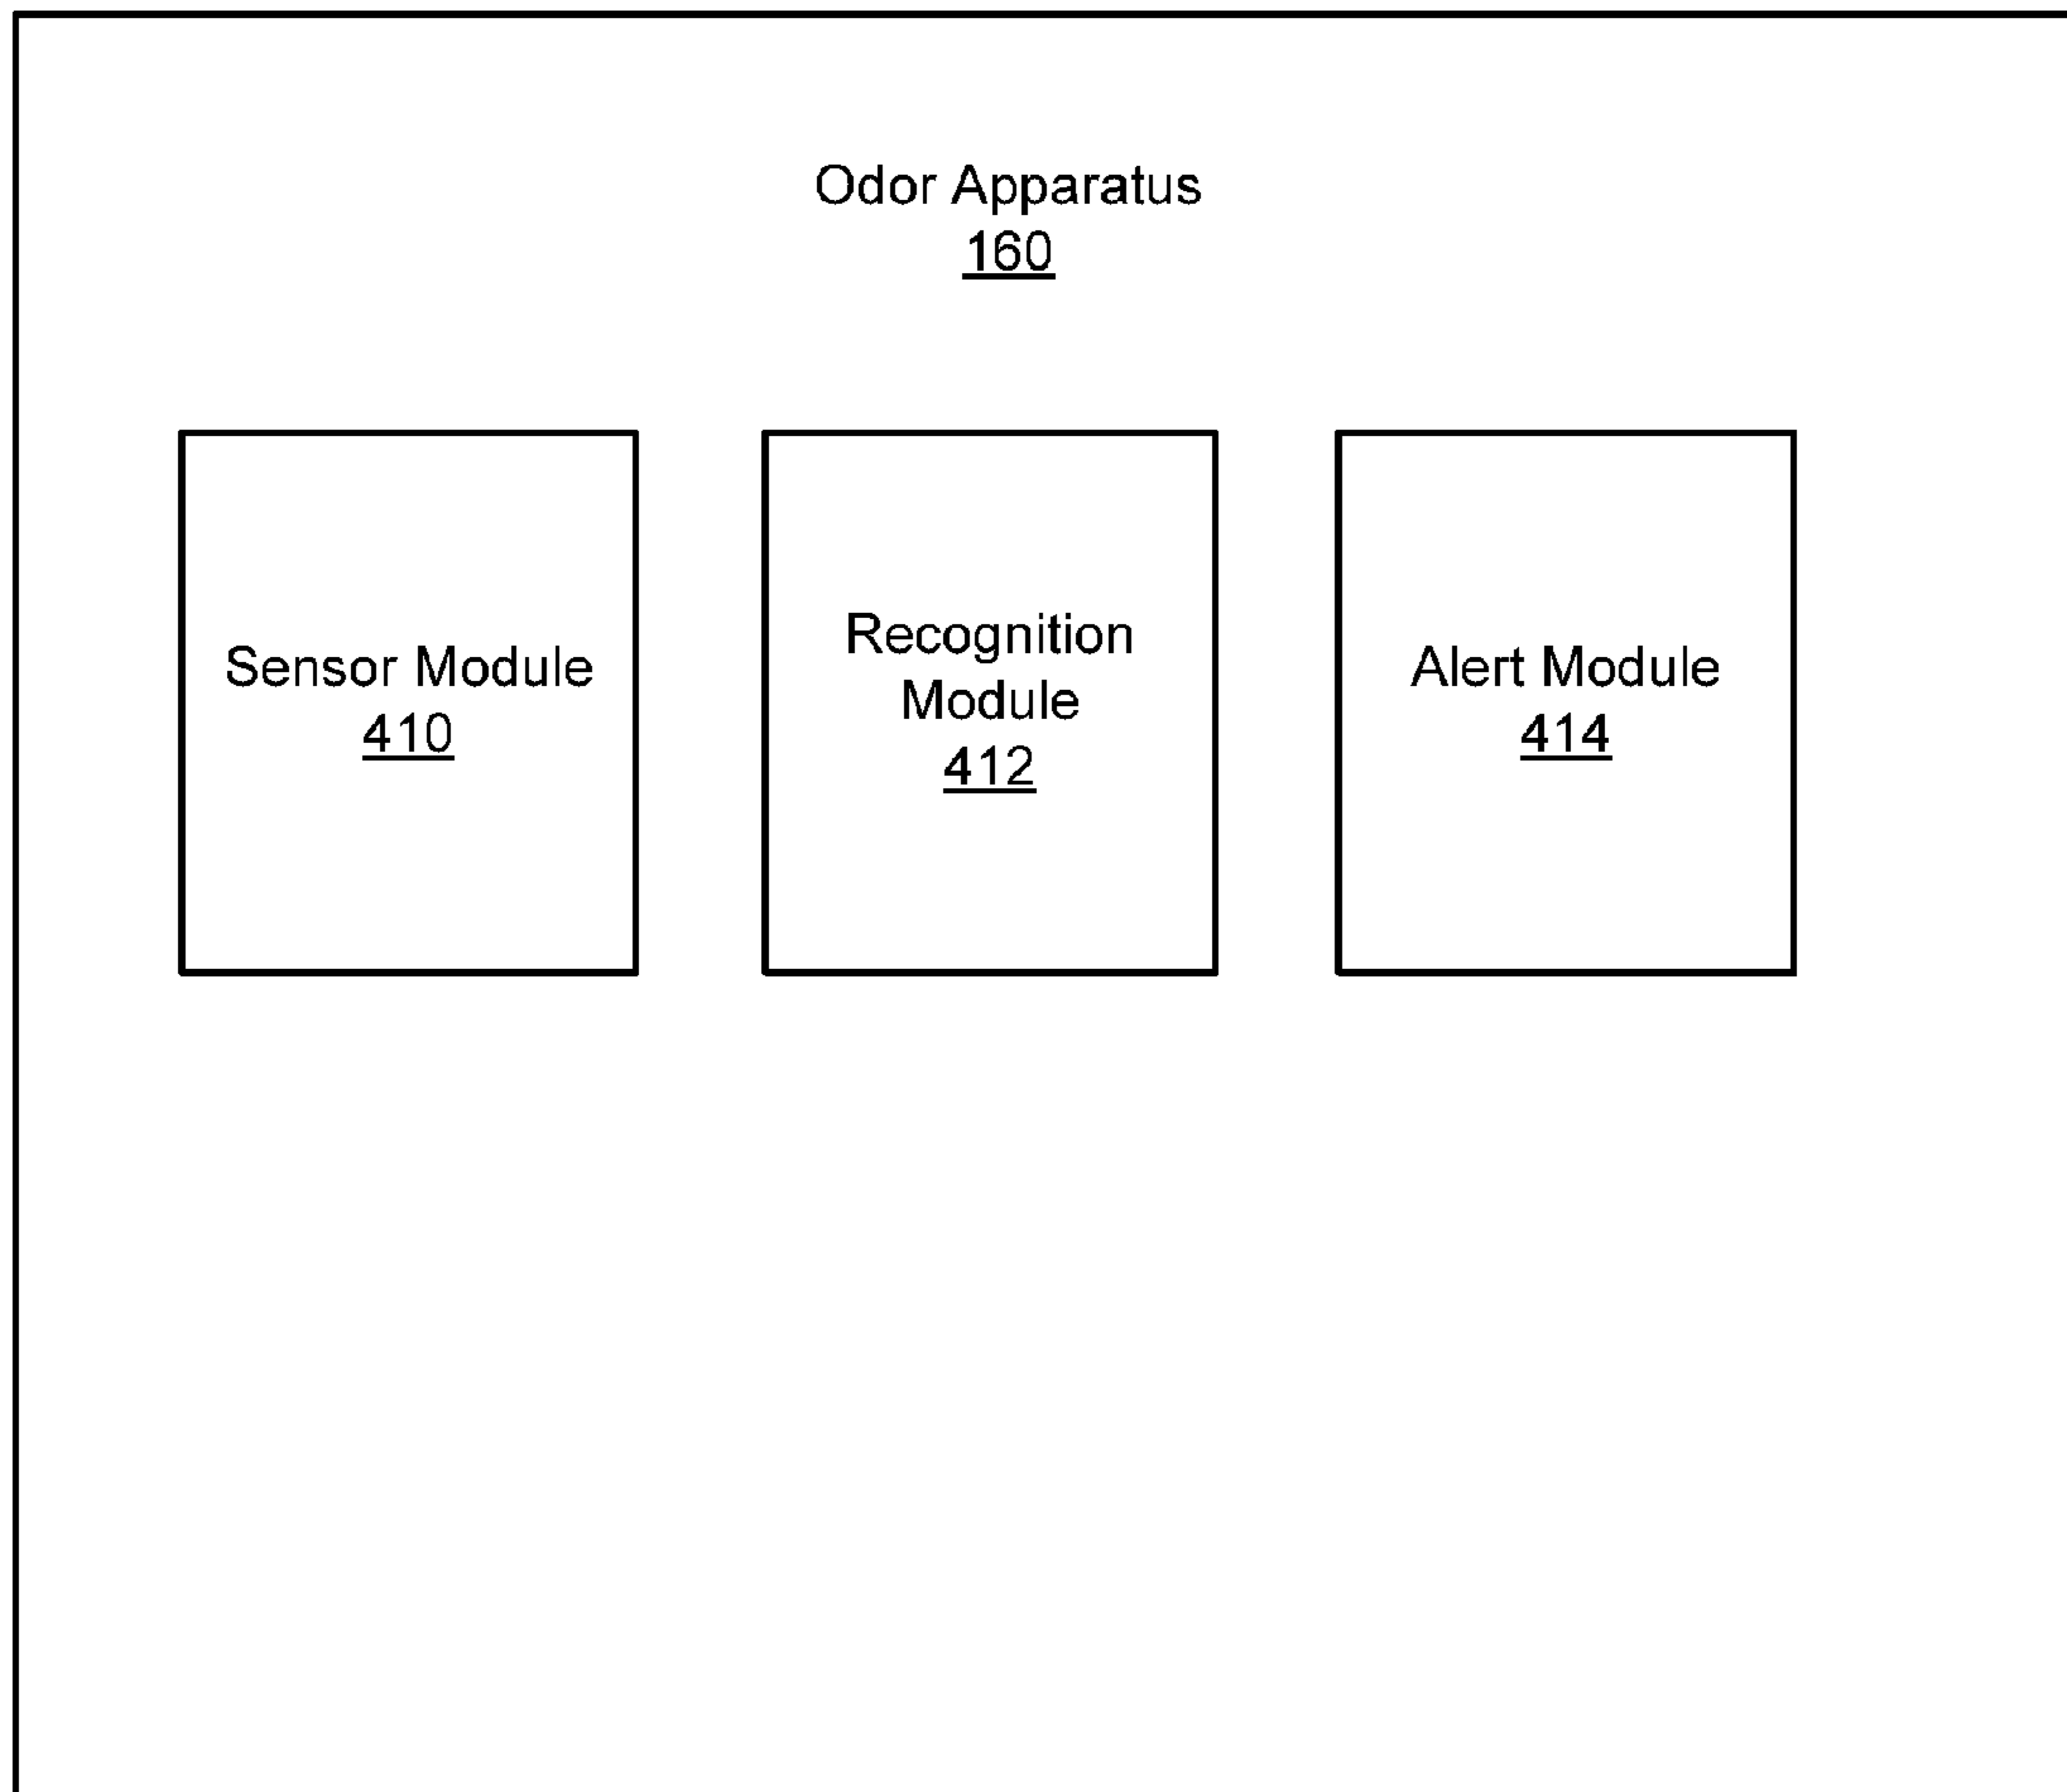 Odor Apparatus
160
Sensor Module
410
Recognition
Module
412
Alert Module
414